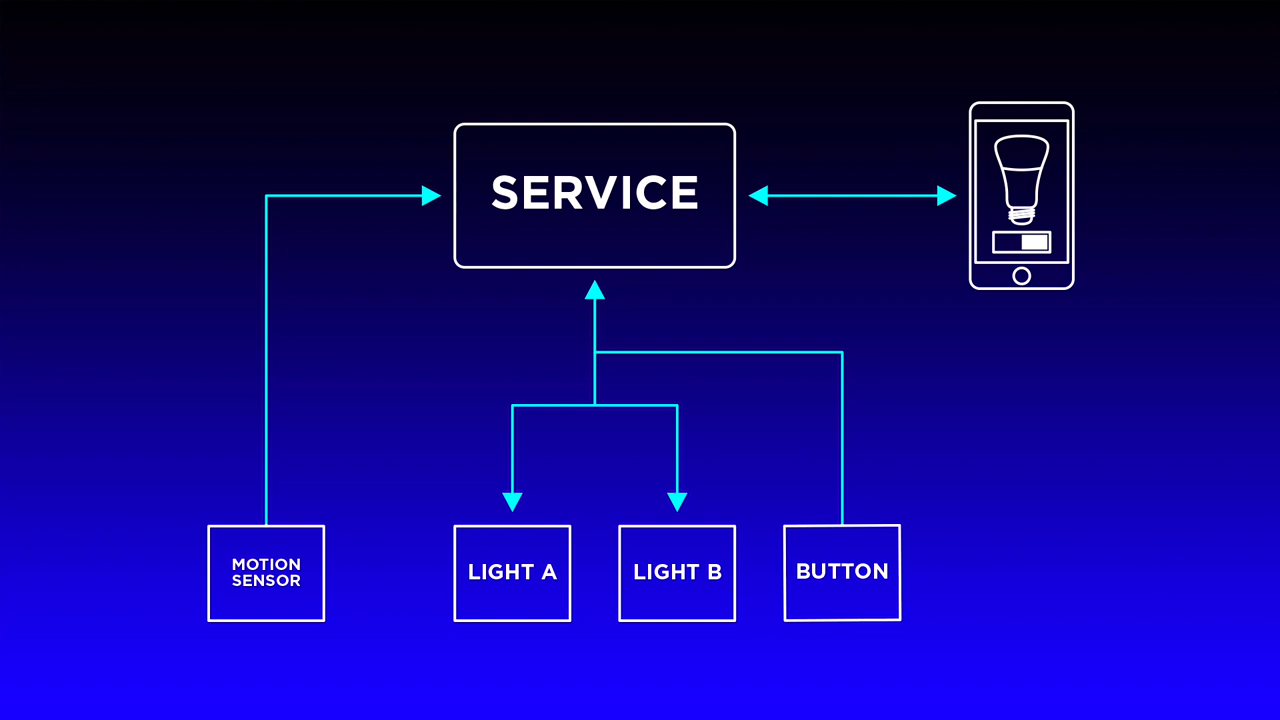 SERVICE
MOTION
SENSOR
LIGHT A
LIGHT B
BUTTON